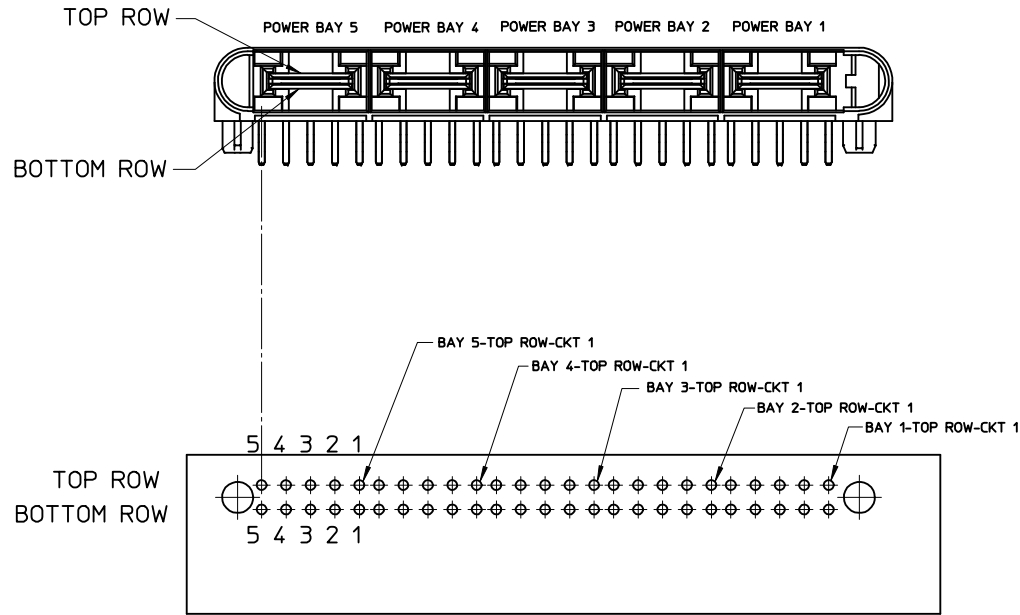 TOP ROW
POWER BAY 5 POWER BAY 4 POWER BAY 3 POWER BAY 2 POWER BAY 1
BOTTOM ROW
BAY 5-TOP ROW-CKT 1
BAY 4-TOP ROW-CKT 1
BAY 3-TOP ROW-CKT 1
BAY 2-TOP ROW-CKT 1
BAY 1-TOP ROW-CKT 1
5 4 3 2 1
TOP ROW
BOTTOM ROW
5 4 3 2 1